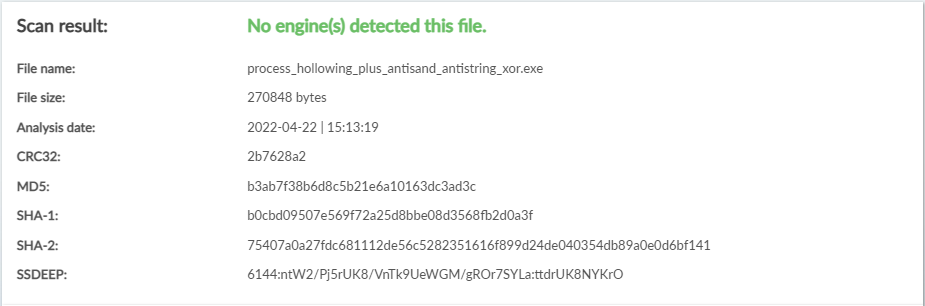 Scan result: No engine(s) detected this file.
File name: process_hollowing_plus_antisand_antistring_xor.exe
File size: 270848 bytes
Analysis date: 2022-04-22 | 15:13:19
CRC32: 2b7628a2
MD5: b3ab7f38b6d8c5b21e6a10163dc3ad3c
SHA-1: b0cbd09507e569f72a25d8bbe08d3568fb2d0a3f
SHA-2: 75407a0a27fdc681112de56c5282351616f899d24de040354db89a0e0d6bf141
SSDEEP: 6144:ntW2/Pj5rUK8/VnTk9UeWGM/gROr7SYLa:ttdrUK8NYKrO